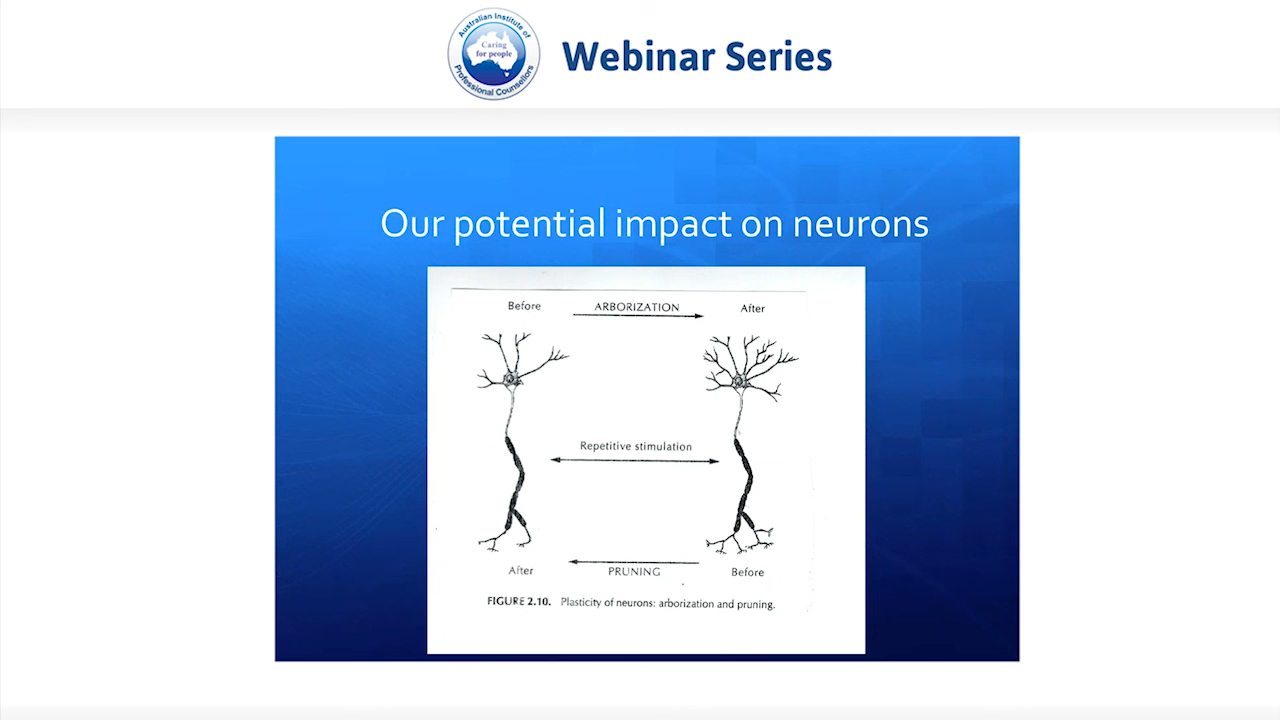 Australian Institute of
Caring
for people
Professional Counsellors
Webinar Series
Our potential impact on neurons
Before
ARBORIZATION
After
Repetitive stimulation
After
PRUNING
Before
FIGURE 2.10. Plasticity of neurons: arborization and pruning.